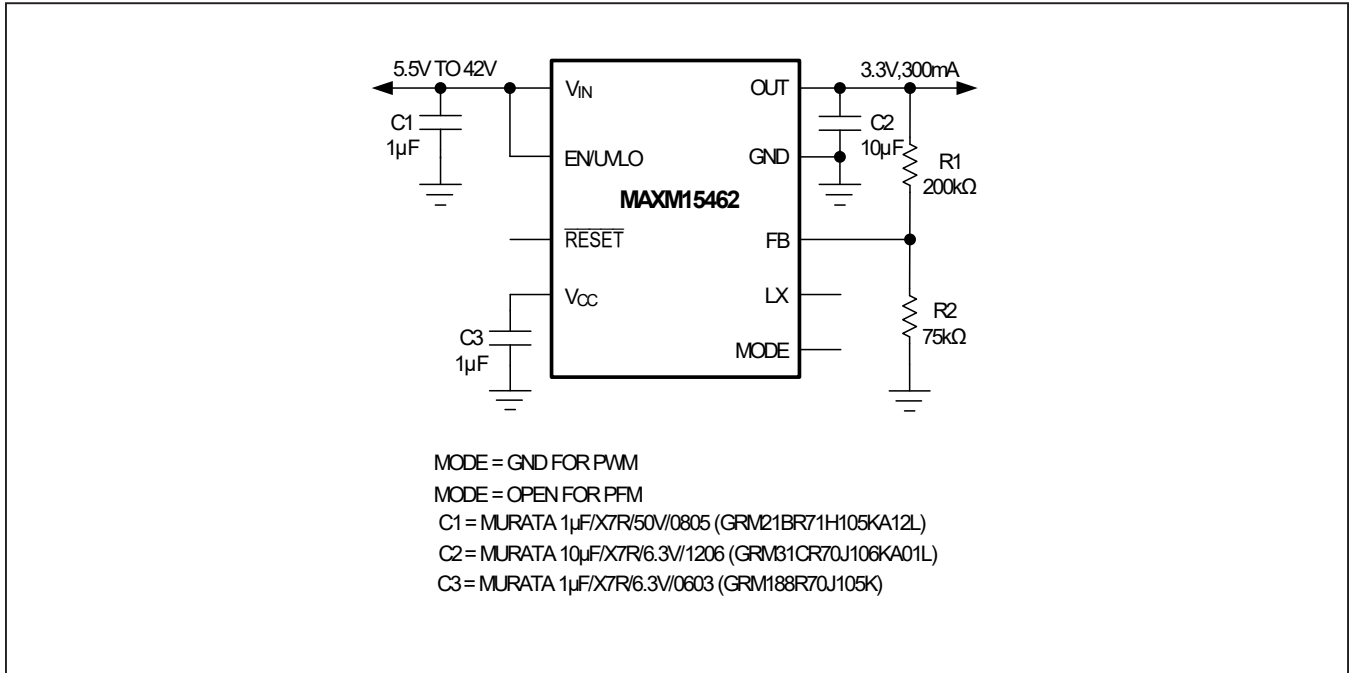 5.5V TO 42V
3.3V,300mA
VIN
OUT
C1
1µF
C2
10µF
EN/UVLO
GND
R1
200kΩ
MAXM15462
RESET
FB
VCC
LX
R2
75kΩ
C3
1µF
MODE
MODE = GND FOR PWM
MODE = OPEN FOR PFM
C1 = MURATA 1µF/X7R/50V/0805 (GRM21BR71H105KA12L)
C2 = MURATA 10µF/X7R/6.3V/1206 (GRM31CR70J106KA01L)
C3 = MURATA 1µF/X7R/6.3V/0603 (GRM188R70J105K)